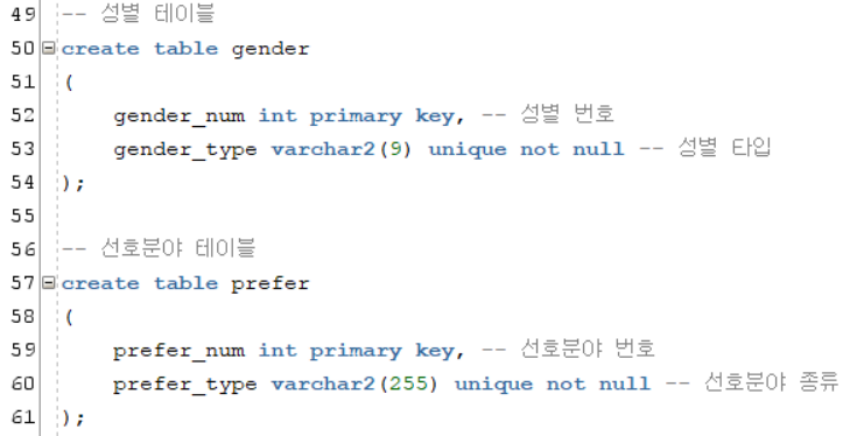 49 -- 성별 테이블
50 create table gender
51 (
52 gender_num int primary key, -- 성별 번호
53 gender_type varchar2(9) unique not null -- 성별 타입
54 );
55
56 -- 선호분야 테이블
57 create table prefer
58 (
59 prefer_num int primary key, -- 선호분야 번호
60 prefer_type varchar2(255) unique not null -- 선호분야 종류
61 );